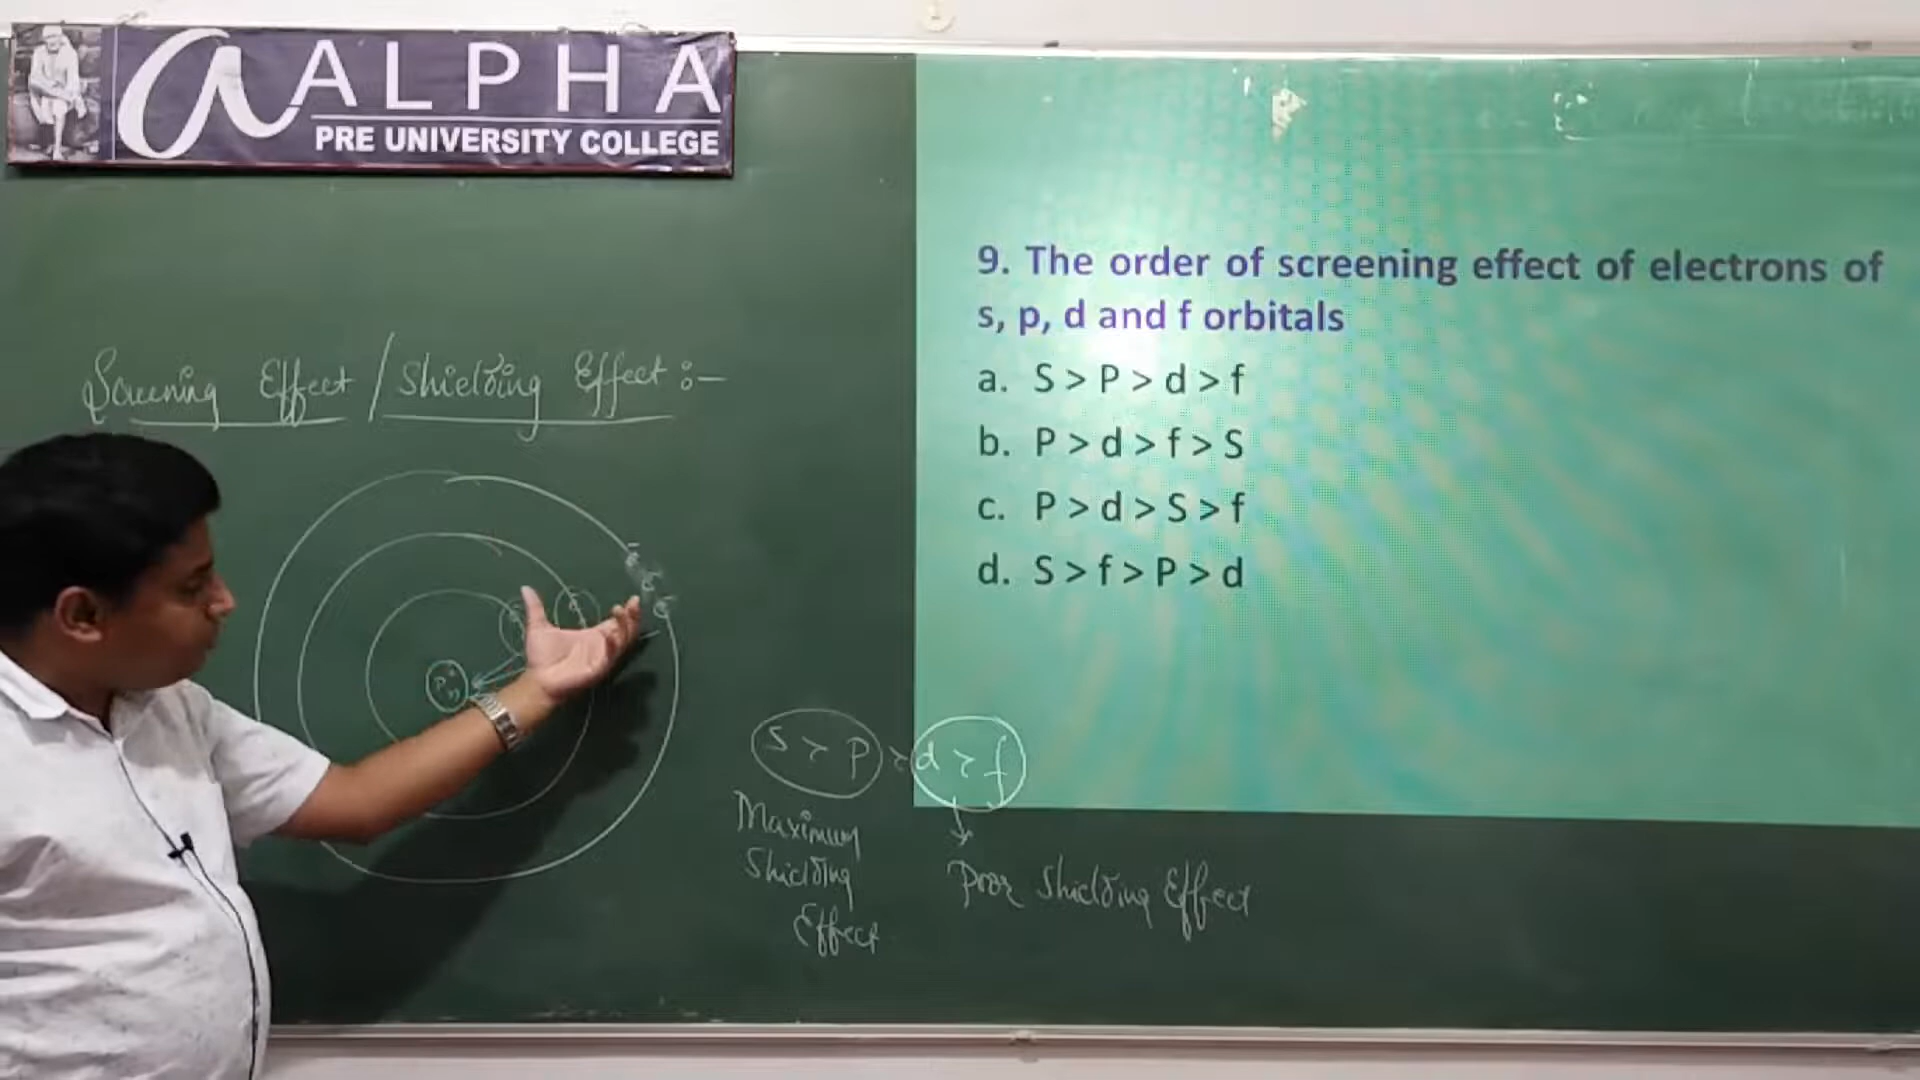 a ALPHA
PRE UNIVERSITY COLLEGE
9. The order of screening effect of electrons of
s, p, d and f orbitals
a. S > P > d > f
b. P > d > f > S
c. P > d > S > f
d. S > f > P > d
Screening Effect / Shielding Effect :-
s > p > d > f
Maximum
Shielding
Effect
Poor Shielding Effect